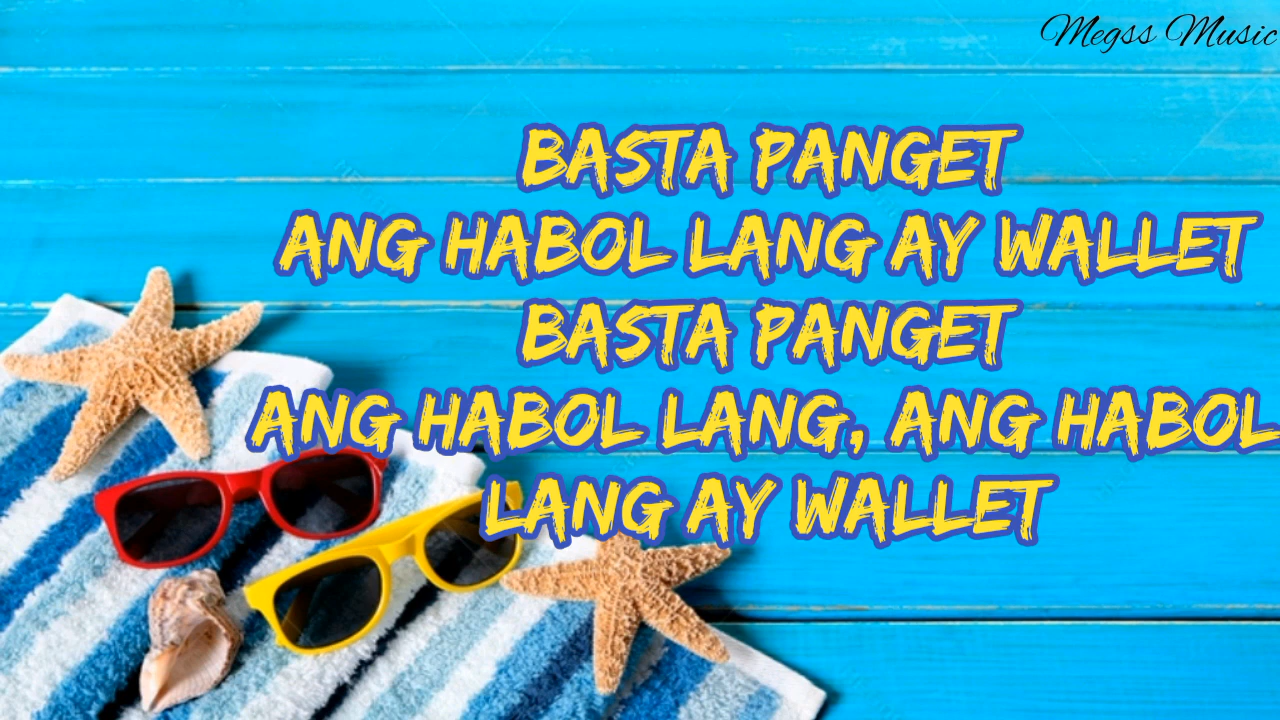 Megss Music
BASTA PANGET
ANG HABOL LANG AY WALLET
BASTA PANGET
ANG HABOL LANG, ANG HABOL
LANG AY WALLET